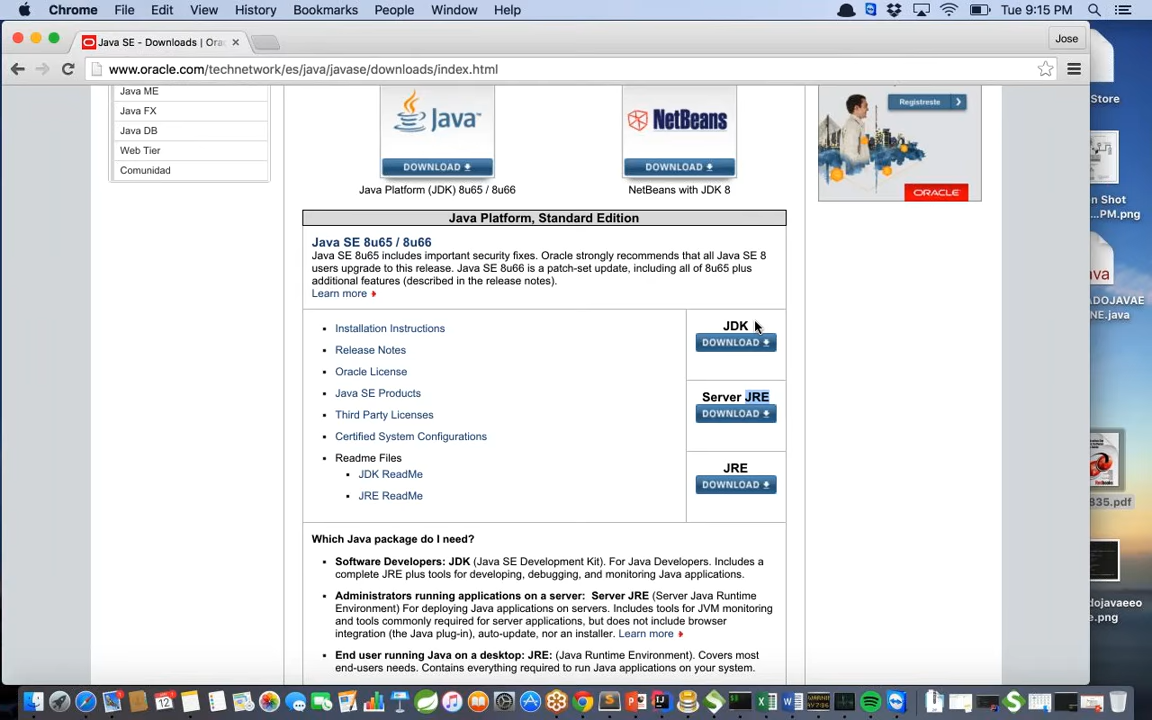 Chrome File Edit View History Bookmarks People Window Help Tue 9:15 PM
Java SE - Downloads | Ora Jose
www.oracle.com/technetwork/es/java/javase/downloads/index.html
Java ME
Java FX
Java DB
Web Tier
Comunidad
Java
DOWNLOAD
Java Platform (JDK) 8u65 / 8u66
NetBeans
DOWNLOAD
NetBeans with JDK 8
Regístreste
ORACLE
Java Platform, Standard Edition
Java SE 8u65 / 8u66
Java SE 8u65 includes important security fixes. Oracle strongly recommends that all Java SE 8
users upgrade to this release. Java SE 8u66 is a patch-set update, including all of 8u65 plus
additional features (described in the release notes).
Learn more
Installation Instructions
Release Notes
Oracle License
Java SE Products
Third Party Licenses
Certified System Configurations
Readme Files
JDK ReadMe
JRE ReadMe
JDK
DOWNLOAD
Server JRE
DOWNLOAD
JRE
DOWNLOAD
Which Java package do I need?
Software Developers: JDK (Java SE Development Kit). For Java Developers. Includes a
complete JRE plus tools for developing, debugging, and monitoring Java applications.
Administrators running applications on a server: Server JRE (Server Java Runtime
Environment) For deploying Java applications on servers. Includes tools for JVM monitoring
and tools commonly required for server applications, but does not include browser
integration (the Java plug-in), auto-update, nor an installer. Learn more
End user running Java on a desktop: JRE: (Java Runtime Environment). Covers most
end-users needs. Contains everything required to run Java applications on your system.
Store
n Shot
...PM.png
ava
ADOJAVAE
NE.java
835.pdf
dojavaeeo
e.png